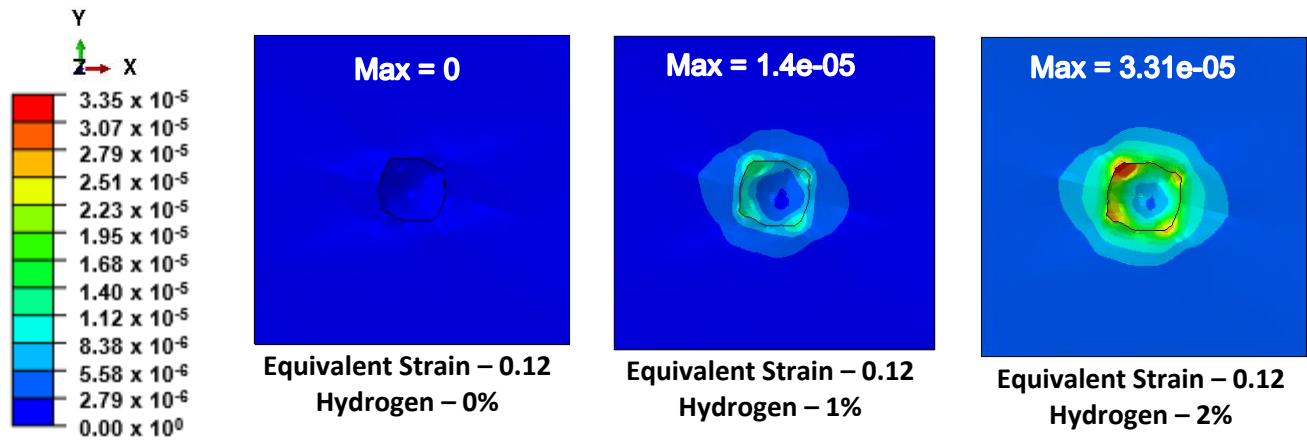 Y
Z X
3.35 x 10⁻⁵
3.07 x 10⁻⁵
2.79 x 10⁻⁵
2.51 x 10⁻⁵
2.23 x 10⁻⁵
1.95 x 10⁻⁵
1.68 x 10⁻⁵
1.40 x 10⁻⁵
1.12 x 10⁻⁵
8.38 x 10⁻⁶
5.58 x 10⁻⁶
2.79 x 10⁻⁶
0.00 x 10⁰
Max = 0
Equivalent Strain – 0.12
Hydrogen – 0%
Max = 1.4e-05
Equivalent Strain – 0.12
Hydrogen – 1%
Max = 3.31e-05
Equivalent Strain – 0.12
Hydrogen – 2%